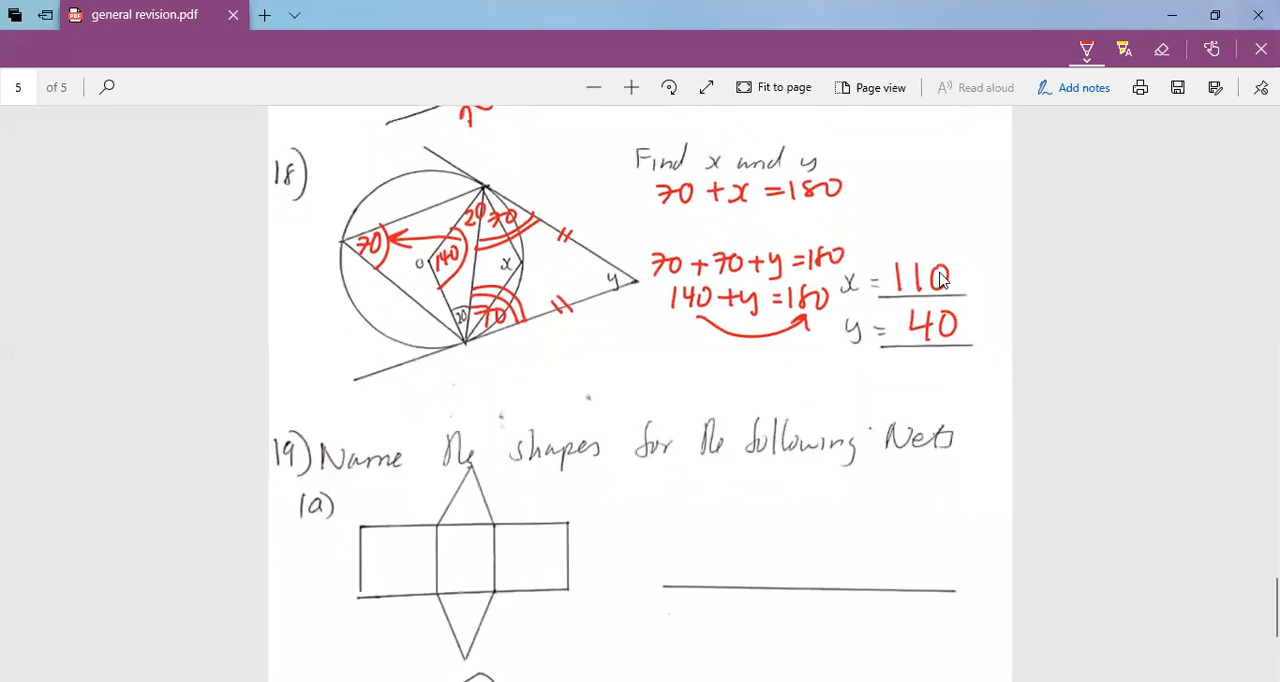 general revision.pdf
5 of 5
Fit to page
Page view
Read aloud
Add notes
18)
Find x and y
70 + x = 180
20 70
70
140
o
x
y
20
70
70 + 70 + y = 180
140 + y = 180
x = 110
y = 40
19) Name the shapes for the following Nets
(a)